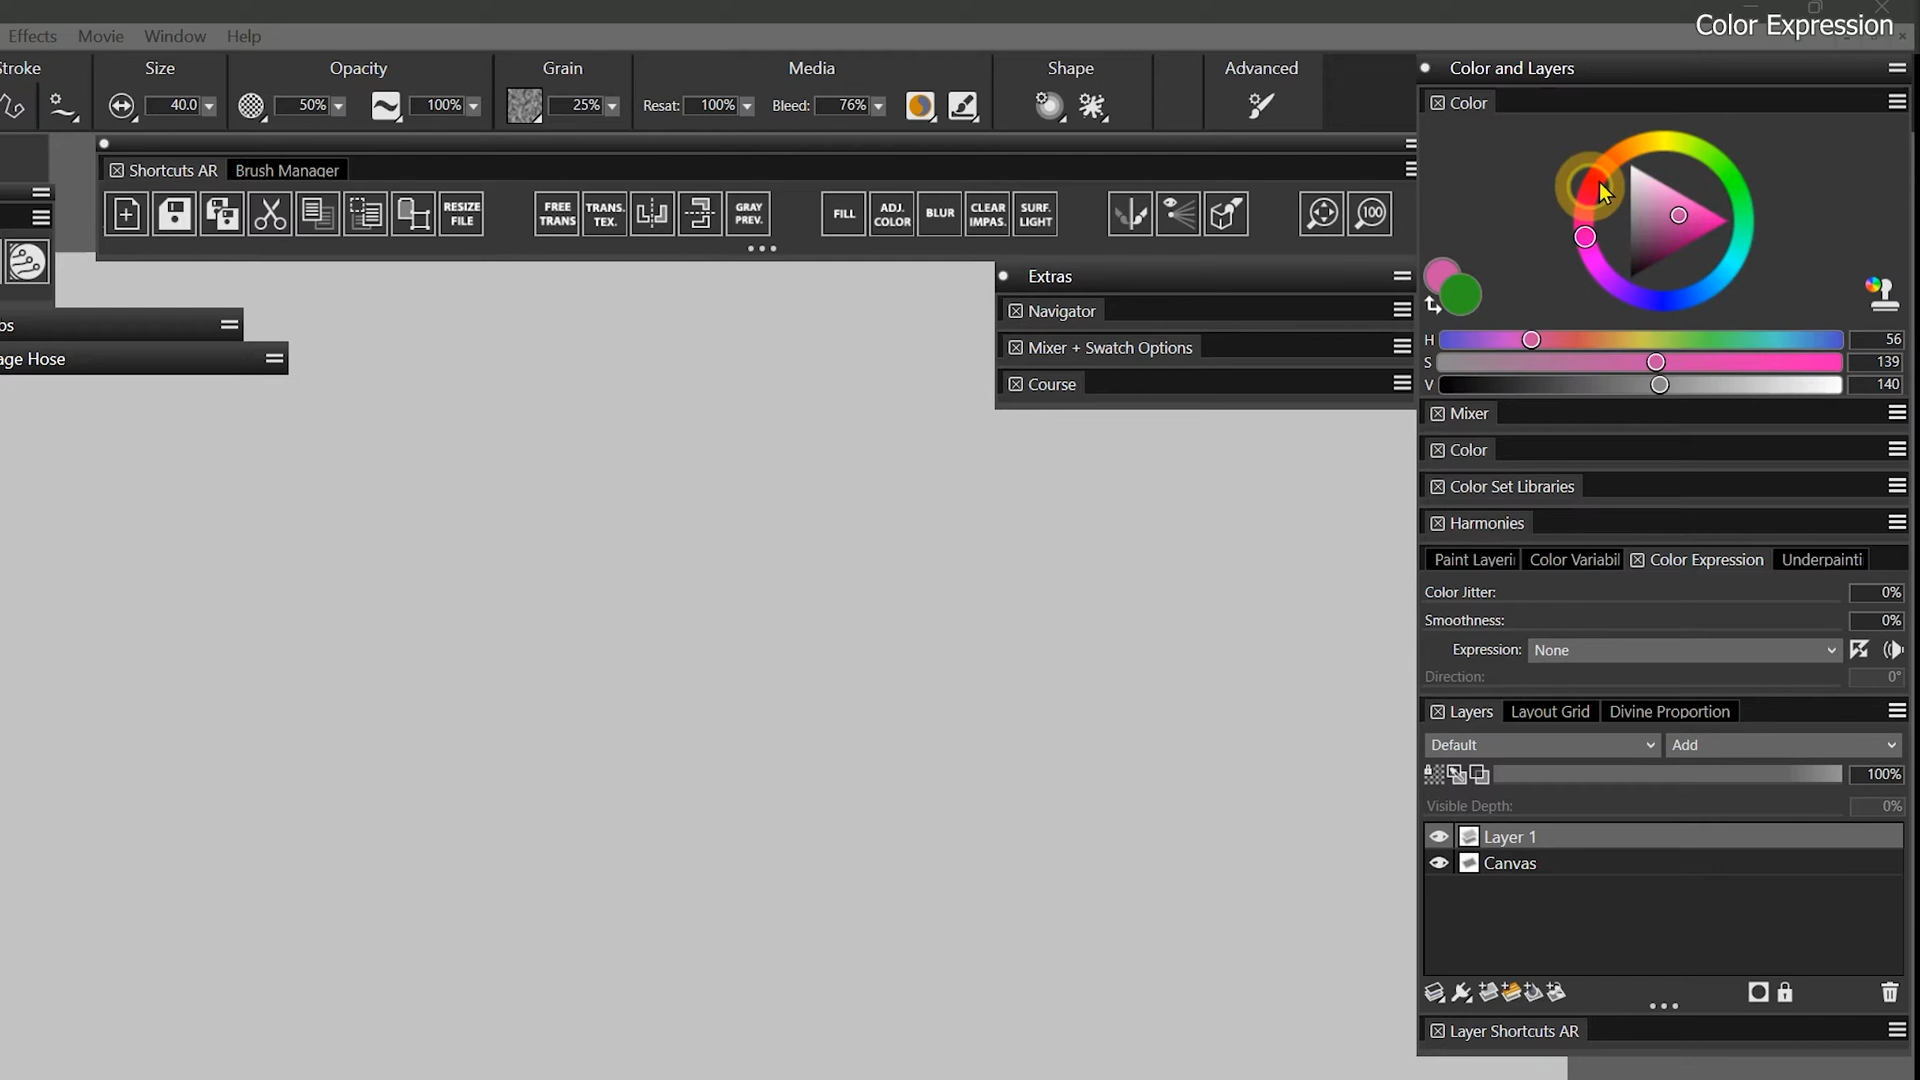 Color Expression
Effects Movie Window Help
Stroke Size Opacity Grain Media Shape Advanced
40.0 50% 100% 25% Resat: 100% Bleed: 76%
Color and Layers
Color
Shortcuts AR Brush Manager
RESIZE FILE
FREE TRANS
TRANS. TEX.
GRAY PREV.
FILL
ADJ. COLOR
BLUR
CLEAR IMPAS.
SURF. LIGHT
100
Extras
Navigator
Mixer + Swatch Options
Course
bs
age Hose
H 56
S 139
V 140
Mixer
Color
Color Set Libraries
Harmonies
Paint Layeri Color Variabil Color Expression Underpainti
Color Jitter: 0%
Smoothness: 0%
Expression: None
Direction: 0°
Layers Layout Grid Divine Proportion
Default Add
100%
Visible Depth: 0%
Layer 1
Canvas
Layer Shortcuts AR